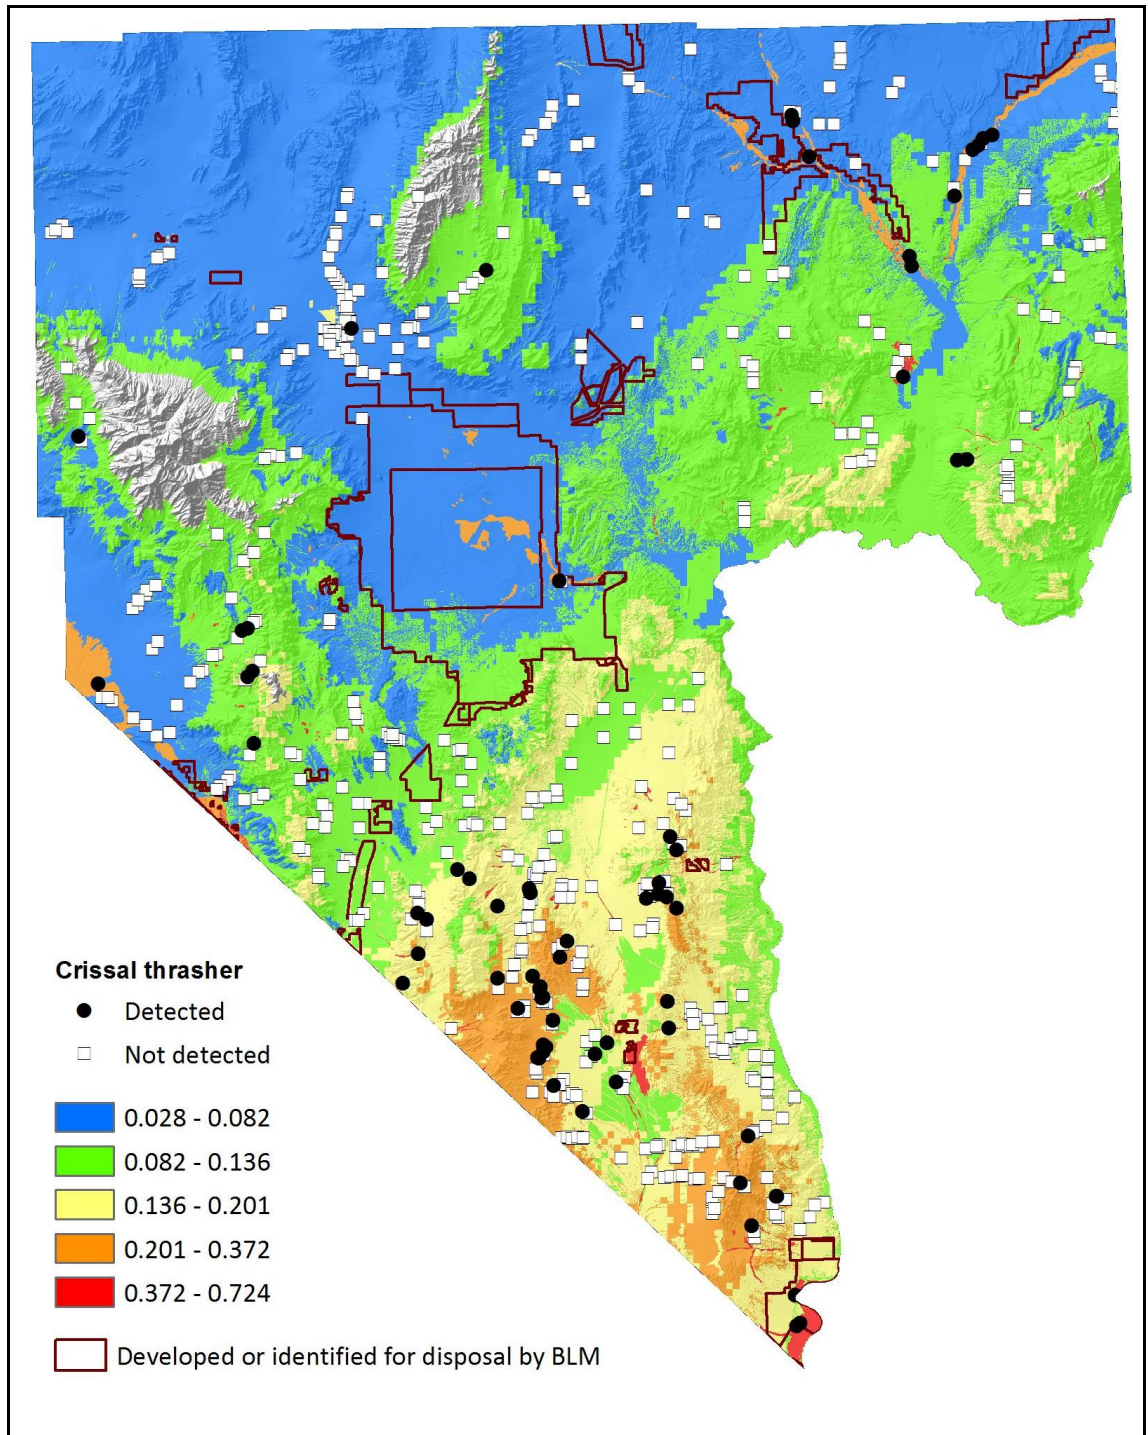 Crissal thrasher
Detected
Not detected
0.028 - 0.082
0.082 - 0.136
0.136 - 0.201
0.201 - 0.372
0.372 - 0.724
Developed or identified for disposal by BLM